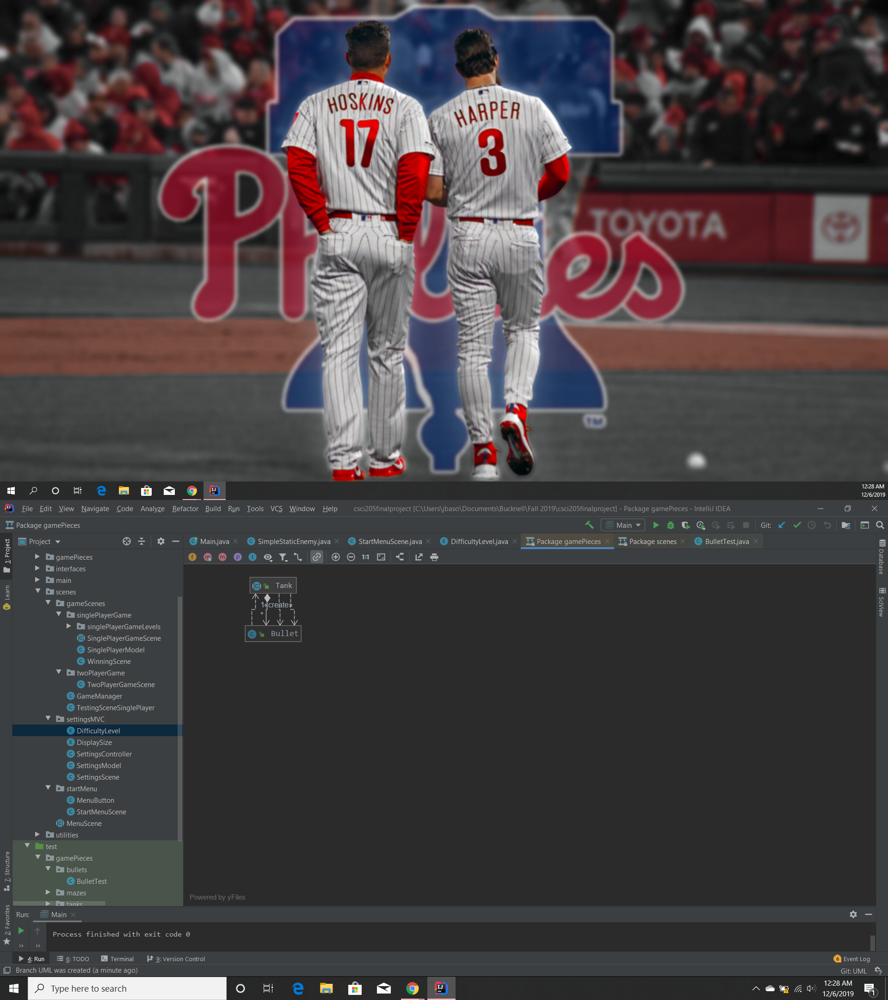 HOSKINS
17
HARPER
3
Phillies
TOYOTA
TM
12:28 AM
12/6/2019
File Edit View Navigate Code Analyze Refactor Build Run Tools VCS Window Help csci205finalproject [C:\Users\jbaso\Documents\Bucknell\Fall 2019\csci205finalproject] - Package gamePieces - IntelliJ IDEA
Package gamePieces
Main
Git:
1: Project
Project
Main.java
SimpleStaticEnemy.java
StartMenuScene.java
DifficultyLevel.java
Package gamePieces
Package scenes
BulletTest.java
Database
SciView
Learn
1:1
gamePieces
interfaces
main
scenes
gameScenes
singlePlayerGame
singlePlayerGameLevels
SinglePlayerGameScene
SinglePlayerModel
WinningScene
twoPlayerGame
TwoPlayerGameScene
GameManager
TestingSceneSinglePlayer
settingsMVC
DifficultyLevel
DisplaySize
SettingsController
SettingsModel
SettingsScene
startMenu
MenuButton
StartMenuScene
MenuScene
utilities
test
gamePieces
bullets
BulletTest
mazes
tanks
Tank
1«create»
*
Bullet
Powered by yFiles
7: Structure
2: Favorites
Run: Main
Process finished with exit code 0
4: Run 6: TODO Terminal 9: Version Control
6 Event Log
Branch UML was created (a minute ago)
Git: UML
Type here to search
12:28 AM
12/6/2019
1